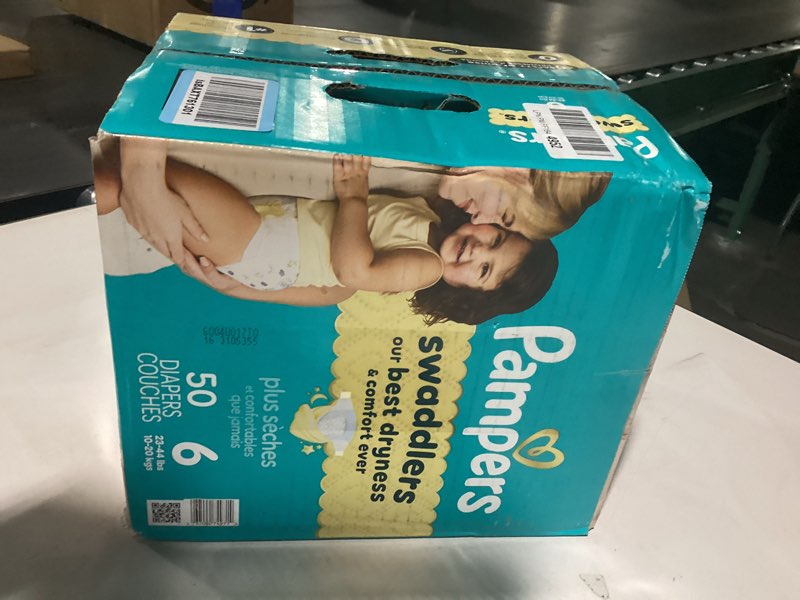 Pampers
swaddlers
our best dryness
& comfort ever
plus sèches
et confortables
que jamais
50
DIAPERS
COUCHES
6
23-44 lbs
10-20 kgs
4952